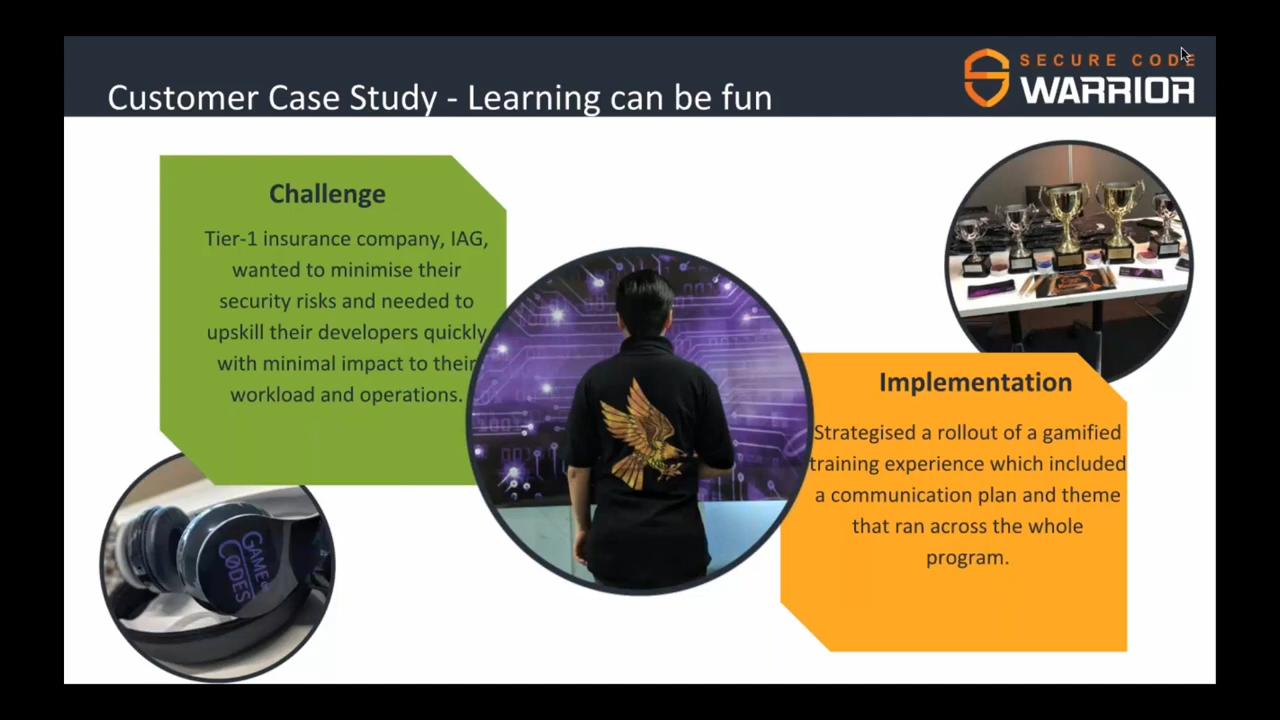 Customer Case Study - Learning can be fun
SECURE CODE
WARRIOR
Challenge
Tier-1 insurance company, IAG,
wanted to minimise their
security risks and needed to
upskill their developers quickly
with minimal impact to their
workload and operations.
Implementation
Strategised a rollout of a gamified
training experience which included
a communication plan and theme
that ran across the whole
program.
GAME OF
CODES